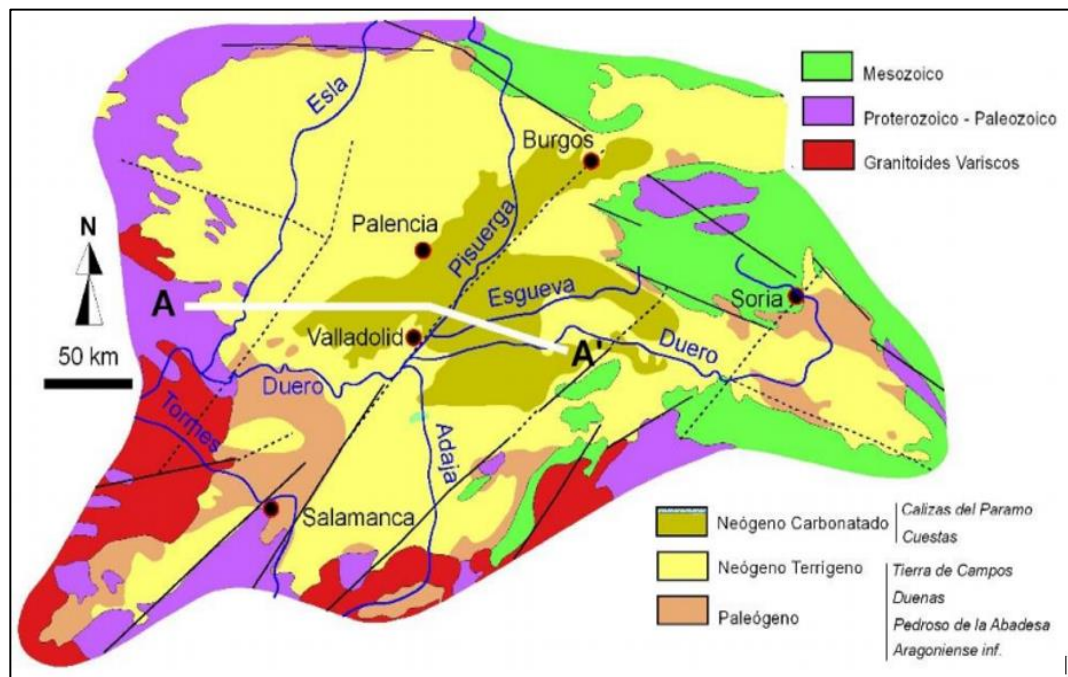 Mesozoico
Proterozoico - Paleozoico
Granitoides Variscos
Esla
Burgos
Palencia
Pisuerga
N
A
Esgueva
Soria
Valladolid
50 km
A'
Duero
Duero
Tormes
Adaja
Salamanca
Neógeno Carbonatado
Calizas del Paramo
Cuestas
Neógeno Terrígeno
Paleógeno
Tierra de Campos
Duenas
Pedroso de la Abadesa
Aragoniense inf.